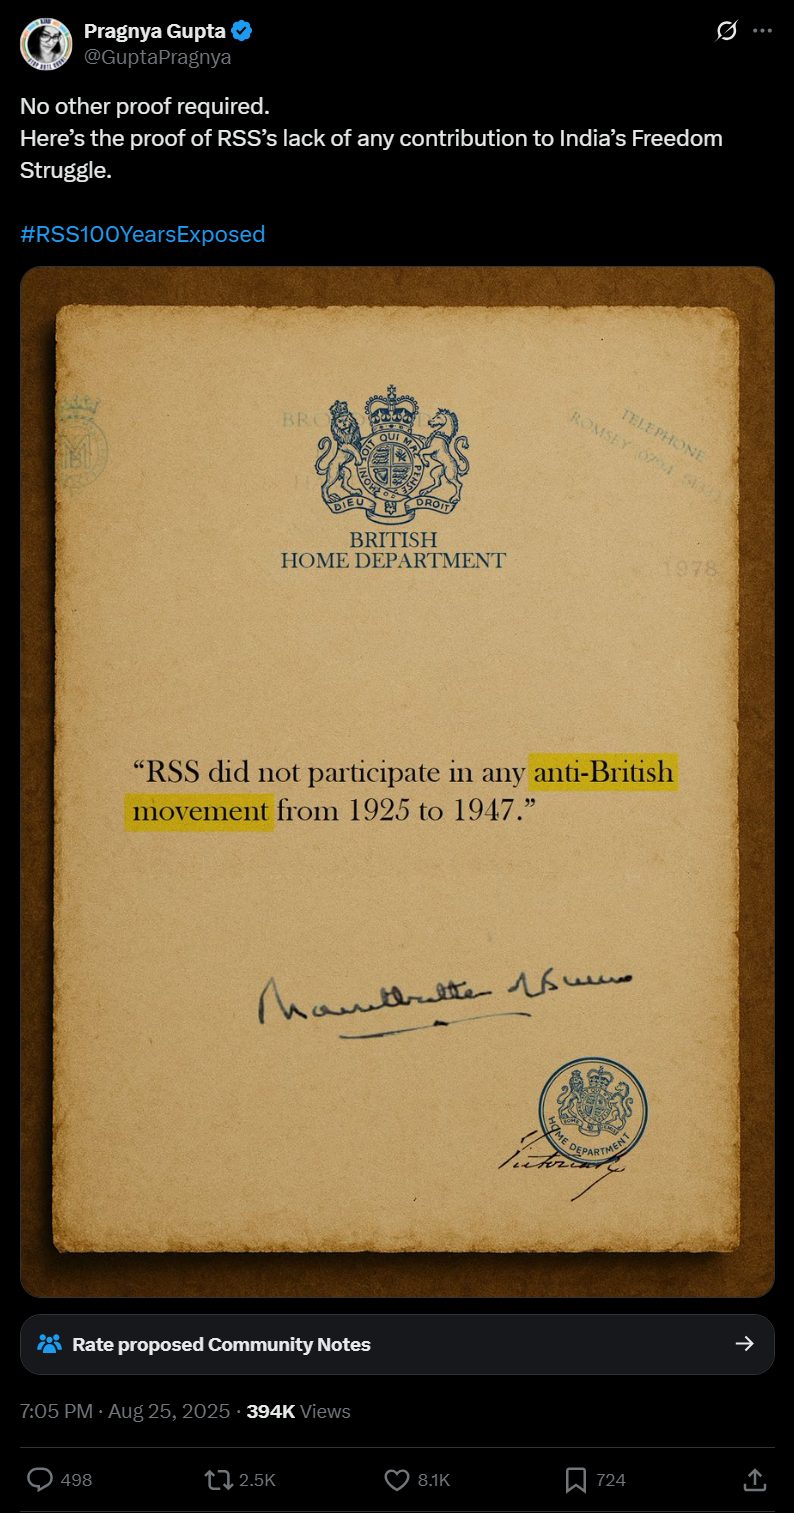 Pragnya Gupta
@GuptaPragnya
No other proof required.
Here’s the proof of RSS’s lack of any contribution to India’s Freedom
Struggle.
#RSS100YearsExposed
TELEPHONE
ROMSEY
1978
DIEU DROIT
BRITISH
HOME DEPARTMENT
“RSS did not participate in any anti-British
movement from 1925 to 1947.”
HOME DEPARTMENT
Rate proposed Community Notes
7:05 PM · Aug 25, 2025 · 394K Views
498 2.5K 8.1K 724